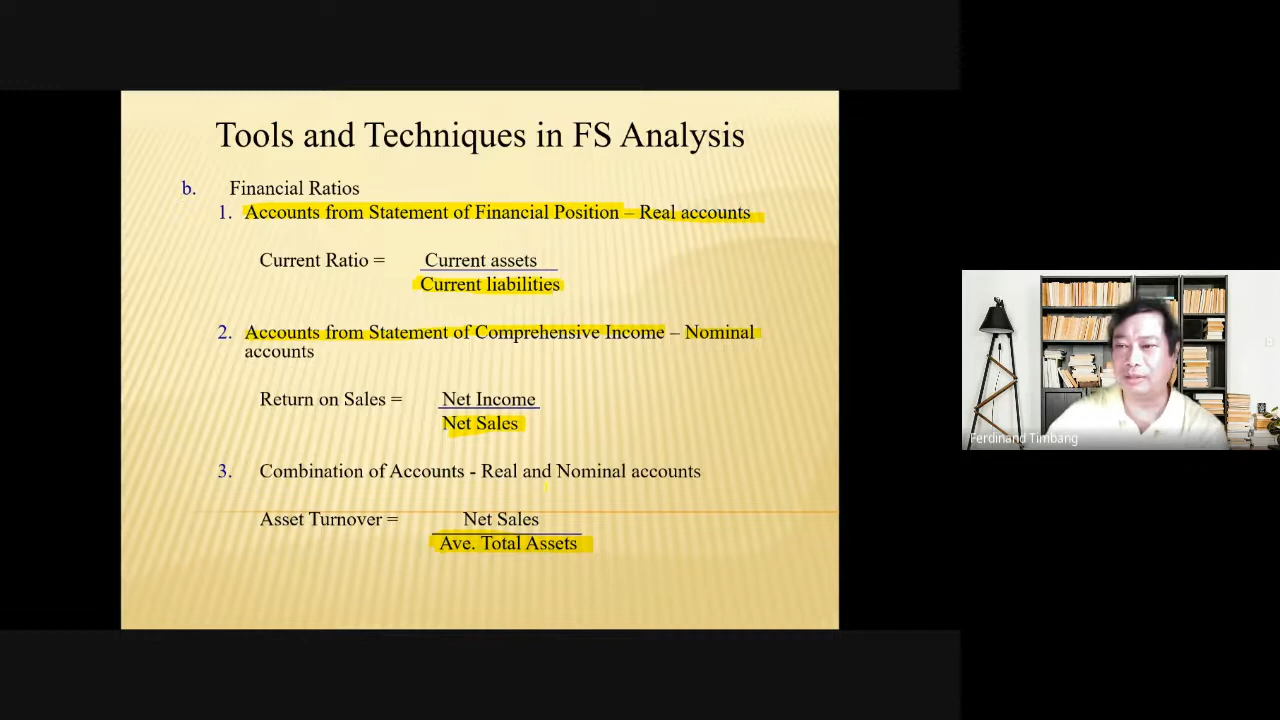 Tools and Techniques in FS Analysis
b. Financial Ratios
1. Accounts from Statement of Financial Position – Real accounts
Current Ratio = Current assets
Current liabilities
2. Accounts from Statement of Comprehensive Income – Nominal
accounts
Return on Sales = Net Income
Net Sales
3. Combination of Accounts - Real and Nominal accounts
Asset Turnover = Net Sales
Ave. Total Assets
Ferdinand Timbang